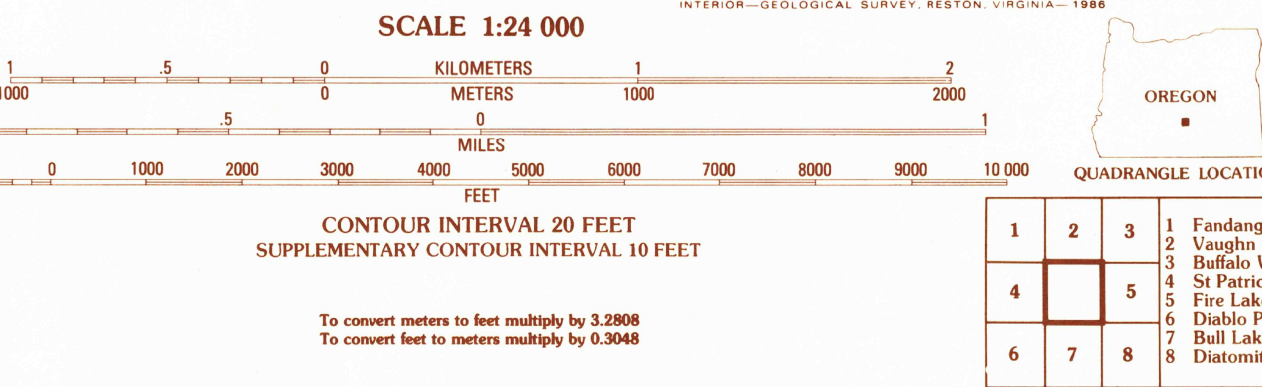 INTERIOR—GEOLOGICAL SURVEY, RESTON, VIRGINIA—1986
SCALE 1:24 000
1 .5 0 KILOMETERS 1 2
1000 0 METERS 1000 2000
.5 0 1
MILES
0 1000 2000 3000 4000 5000 6000 7000 8000 9000 10 000
FEET
CONTOUR INTERVAL 20 FEET
SUPPLEMENTARY CONTOUR INTERVAL 10 FEET
To convert meters to feet multiply by 3.2808
To convert feet to meters multiply by 0.3048
OREGON
QUADRANGLE LOCATIO
1 2 3
4 5
6 7 8
1 Fandang
2 Vaughn
3 Buffalo W
4 St Patric
5 Fire Lake
6 Diablo P
7 Bull Lak
8 Diatomit